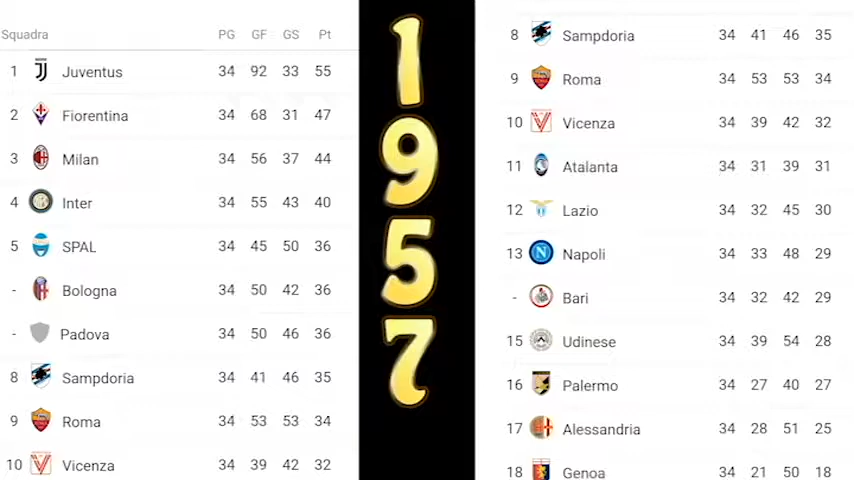 Squadra PG GF GS Pt
1 Juventus 34 92 33 55
2 Fiorentina 34 68 31 47
3 Milan 34 56 37 44
4 Inter 34 55 43 40
5 SPAL 34 45 50 36
- Bologna 34 50 42 36
- Padova 34 50 46 36
8 Sampdoria 34 41 46 35
9 Roma 34 53 53 34
10 Vicenza 34 39 42 32
1957
8 Sampdoria 34 41 46 35
9 Roma 34 53 53 34
10 Vicenza 34 39 42 32
11 Atalanta 34 31 39 31
12 Lazio 34 32 45 30
13 Napoli 34 33 48 29
- Bari 34 32 42 29
15 Udinese 34 39 54 28
16 Palermo 34 27 40 27
17 Alessandria 34 28 51 25
18 Genoa 34 21 50 18